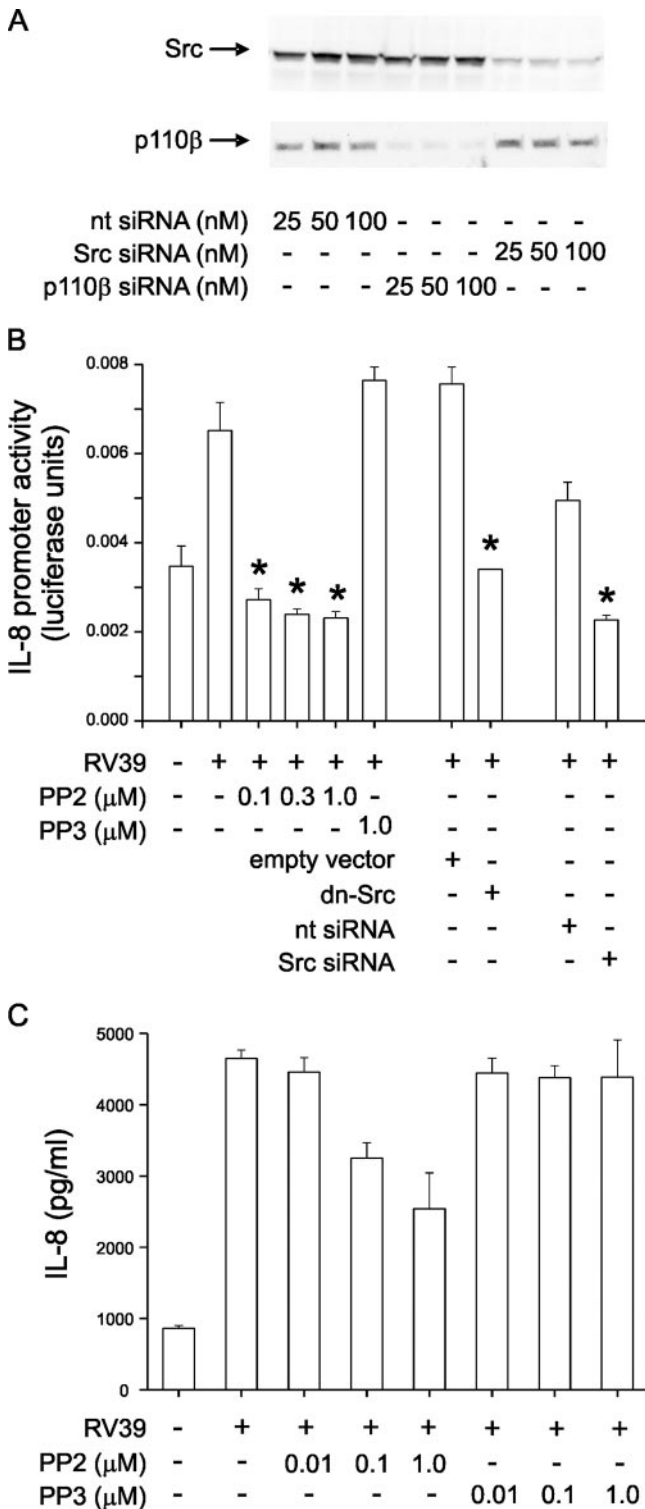 A
Src
p110β
nt siRNA (nM) 25 50 100 - - - - - -
Src siRNA (nM) - - - - - - 25 50 100
p110β siRNA (nM) - - - 25 50 100 - - -
B
IL-8 promoter activity
(luciferase units)
0.008
0.006
0.004
0.002
0.000
* * * * *
RV39 - + + + + + + + + +
PP2 (μM) - - 0.1 0.3 1.0 - - - - -
PP3 (μM) - - - - - 1.0 - - - -
empty vector + - - -
dn-Src - + - -
nt siRNA - - + -
Src siRNA - - - +
C
IL-8 (pg/ml)
5000
4000
3000
2000
1000
0
RV39 - + + + + + + +
PP2 (μM) - - 0.01 0.1 1.0 - - -
PP3 (μM) - - - - - 0.01 0.1 1.0